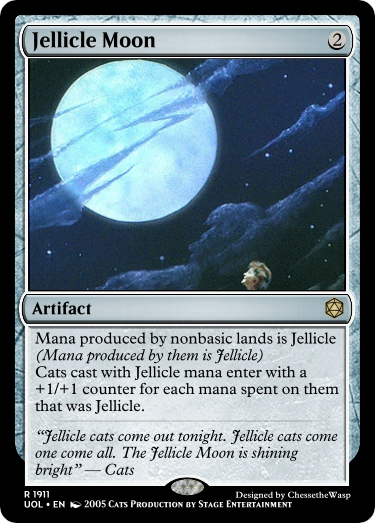 Jellicle Moon 2
Artifact
Mana produced by nonbasic lands is Jellicle
(Mana produced by them is Jellicle)
Cats cast with Jellicle mana enter with a
+1/+1 counter for each mana spent on them
that was Jellicle.
“Jellicle cats come out tonight. Jellicle cats come
one come all. The Jellicle Moon is shining
bright” — Cats
R 1911
Designed by ChessetheWasp
UOL • EN 2005 Cats Production by Stage Entertainment